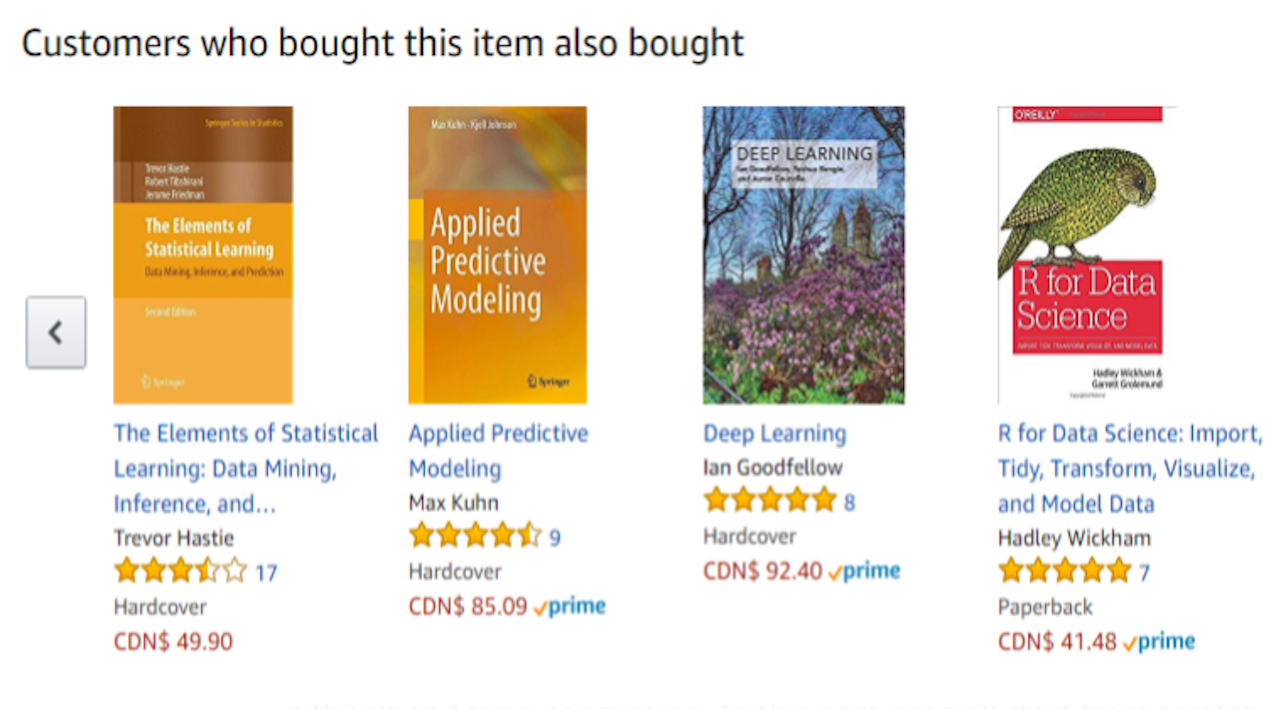 Customers who bought this item also bought
Springer Series in Statistics
Trevor Hastie
Robert Tibshirani
Jerome Friedman
The Elements of
Statistical Learning
Data Mining, Inference, and Prediction
Second Edition
Springer
The Elements of Statistical
Learning: Data Mining,
Inference, and...
Trevor Hastie
17
Hardcover
CDN$ 49.90
Max Kuhn · Kjell Johnson
Applied
Predictive
Modeling
Springer
Applied Predictive
Modeling
Max Kuhn
9
Hardcover
CDN$ 85.09 prime
DEEP LEARNING
Ian Goodfellow, Yoshua Bengio,
and Aaron Courville
Deep Learning
Ian Goodfellow
8
Hardcover
CDN$ 92.40 prime
O'REILLY
R for Data
Science
IMPORT, TIDY, TRANSFORM, VISUALIZE, AND MODEL DATA
Hadley Wickham &
Garrett Grolemund
R for Data Science: Import,
Tidy, Transform, Visualize,
and Model Data
Hadley Wickham
7
Paperback
CDN$ 41.48 prime